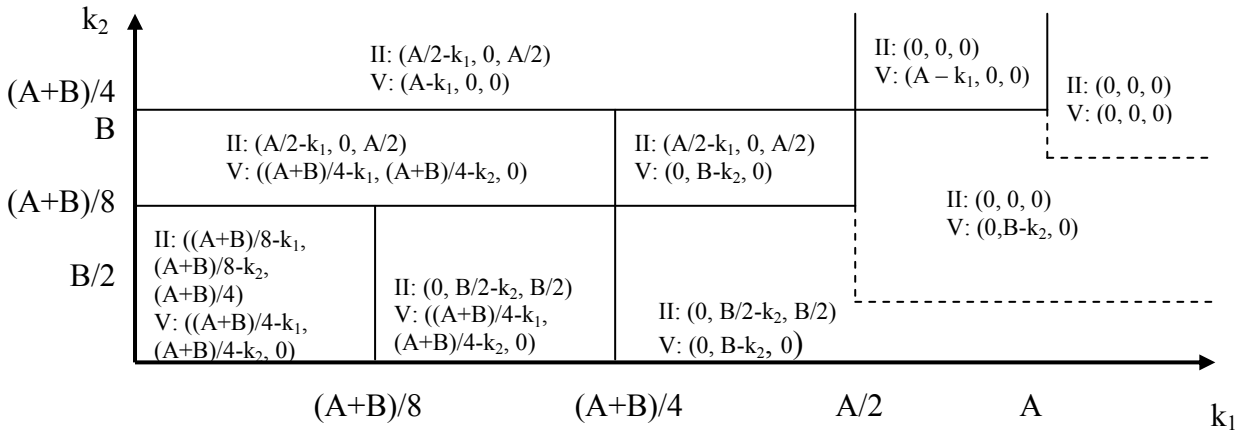 k₂
II: (A/2-k₁, 0, A/2)
V: (A-k₁, 0, 0)
II: (0, 0, 0)
V: (A – k₁, 0, 0)
II: (0, 0, 0)
V: (0, 0, 0)
(A+B)/4
B
II: (A/2-k₁, 0, A/2)
V: ((A+B)/4-k₁, (A+B)/4-k₂, 0)
II: (A/2-k₁, 0, A/2)
V: (0, B-k₂, 0)
(A+B)/8
II: (0, 0, 0)
V: (0,B-k₂, 0)
B/2
II: ((A+B)/8-k₁,
(A+B)/8-k₂,
(A+B)/4)
V: ((A+B)/4-k₁,
(A+B)/4-k₂, 0)
II: (0, B/2-k₂, B/2)
V: ((A+B)/4-k₁,
(A+B)/4-k₂, 0)
II: (0, B/2-k₂, B/2)
V: (0, B-k₂, 0)
(A+B)/8
(A+B)/4
A/2
A
k₁